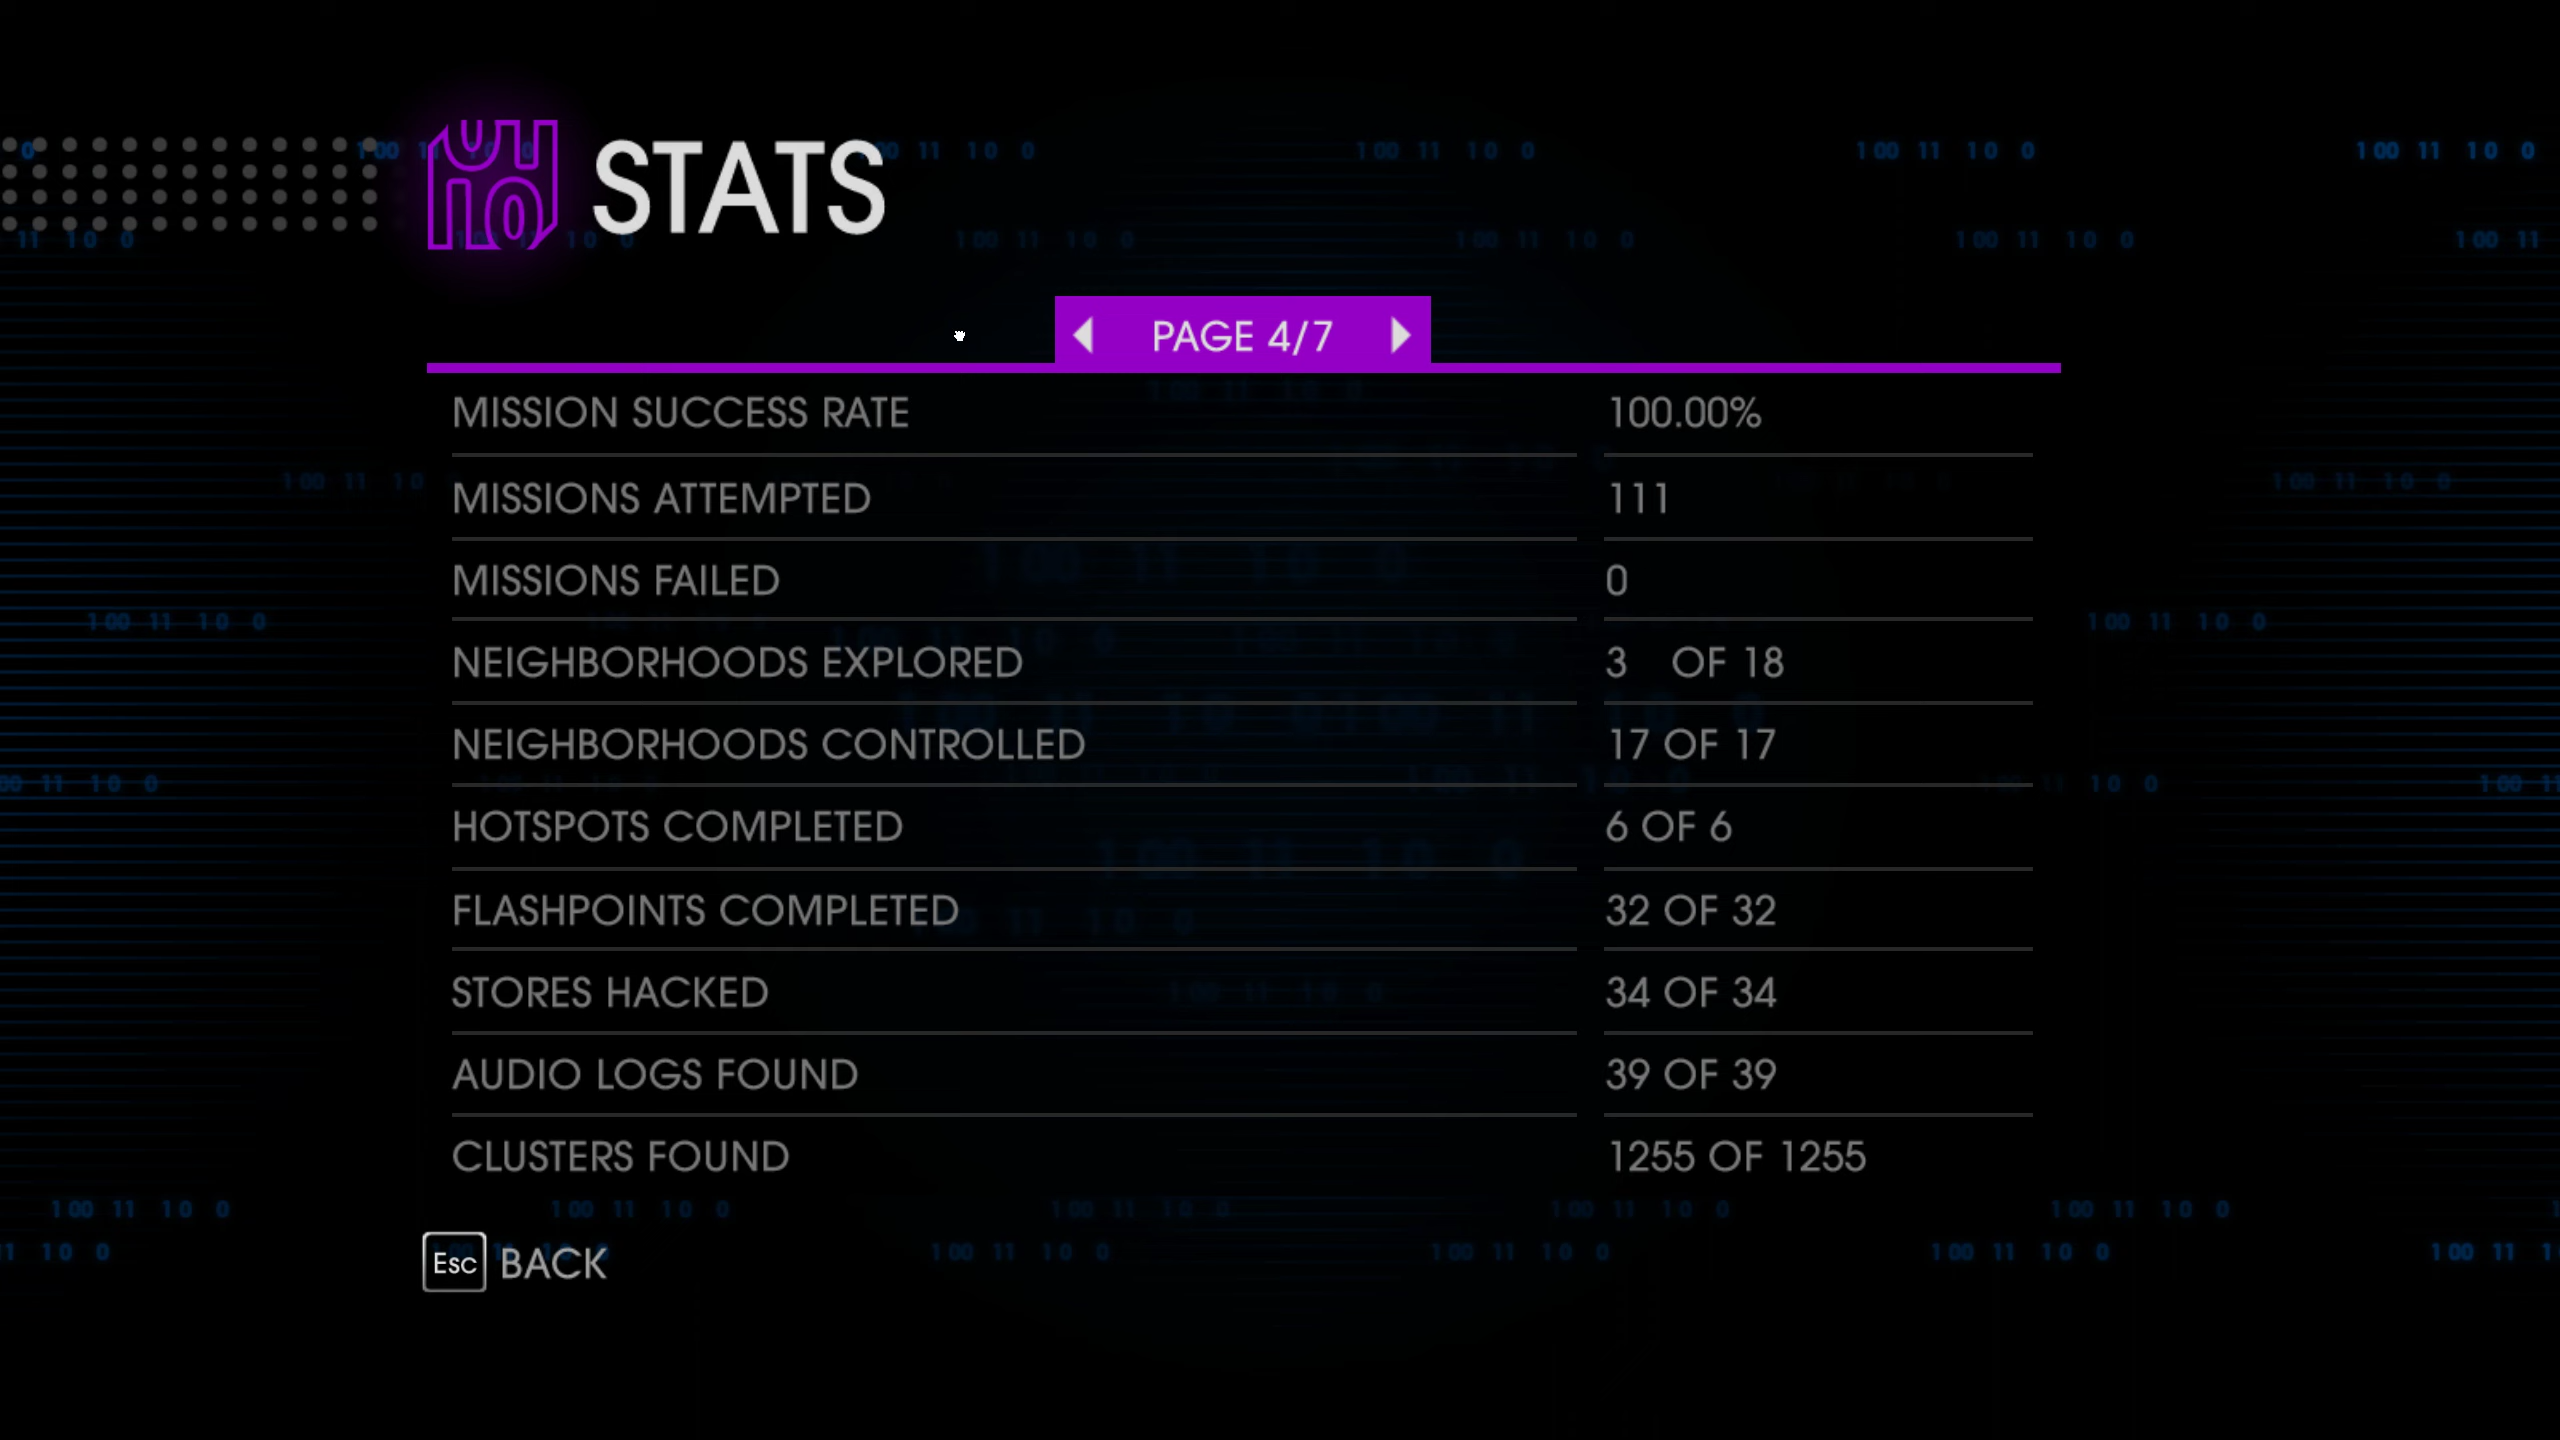 STATS
PAGE 4/7
MISSION SUCCESS RATE 100.00%
MISSIONS ATTEMPTED 111
MISSIONS FAILED 0
NEIGHBORHOODS EXPLORED 3 OF 18
NEIGHBORHOODS CONTROLLED 17 OF 17
HOTSPOTS COMPLETED 6 OF 6
FLASHPOINTS COMPLETED 32 OF 32
STORES HACKED 34 OF 34
AUDIO LOGS FOUND 39 OF 39
CLUSTERS FOUND 1255 OF 1255
Esc BACK